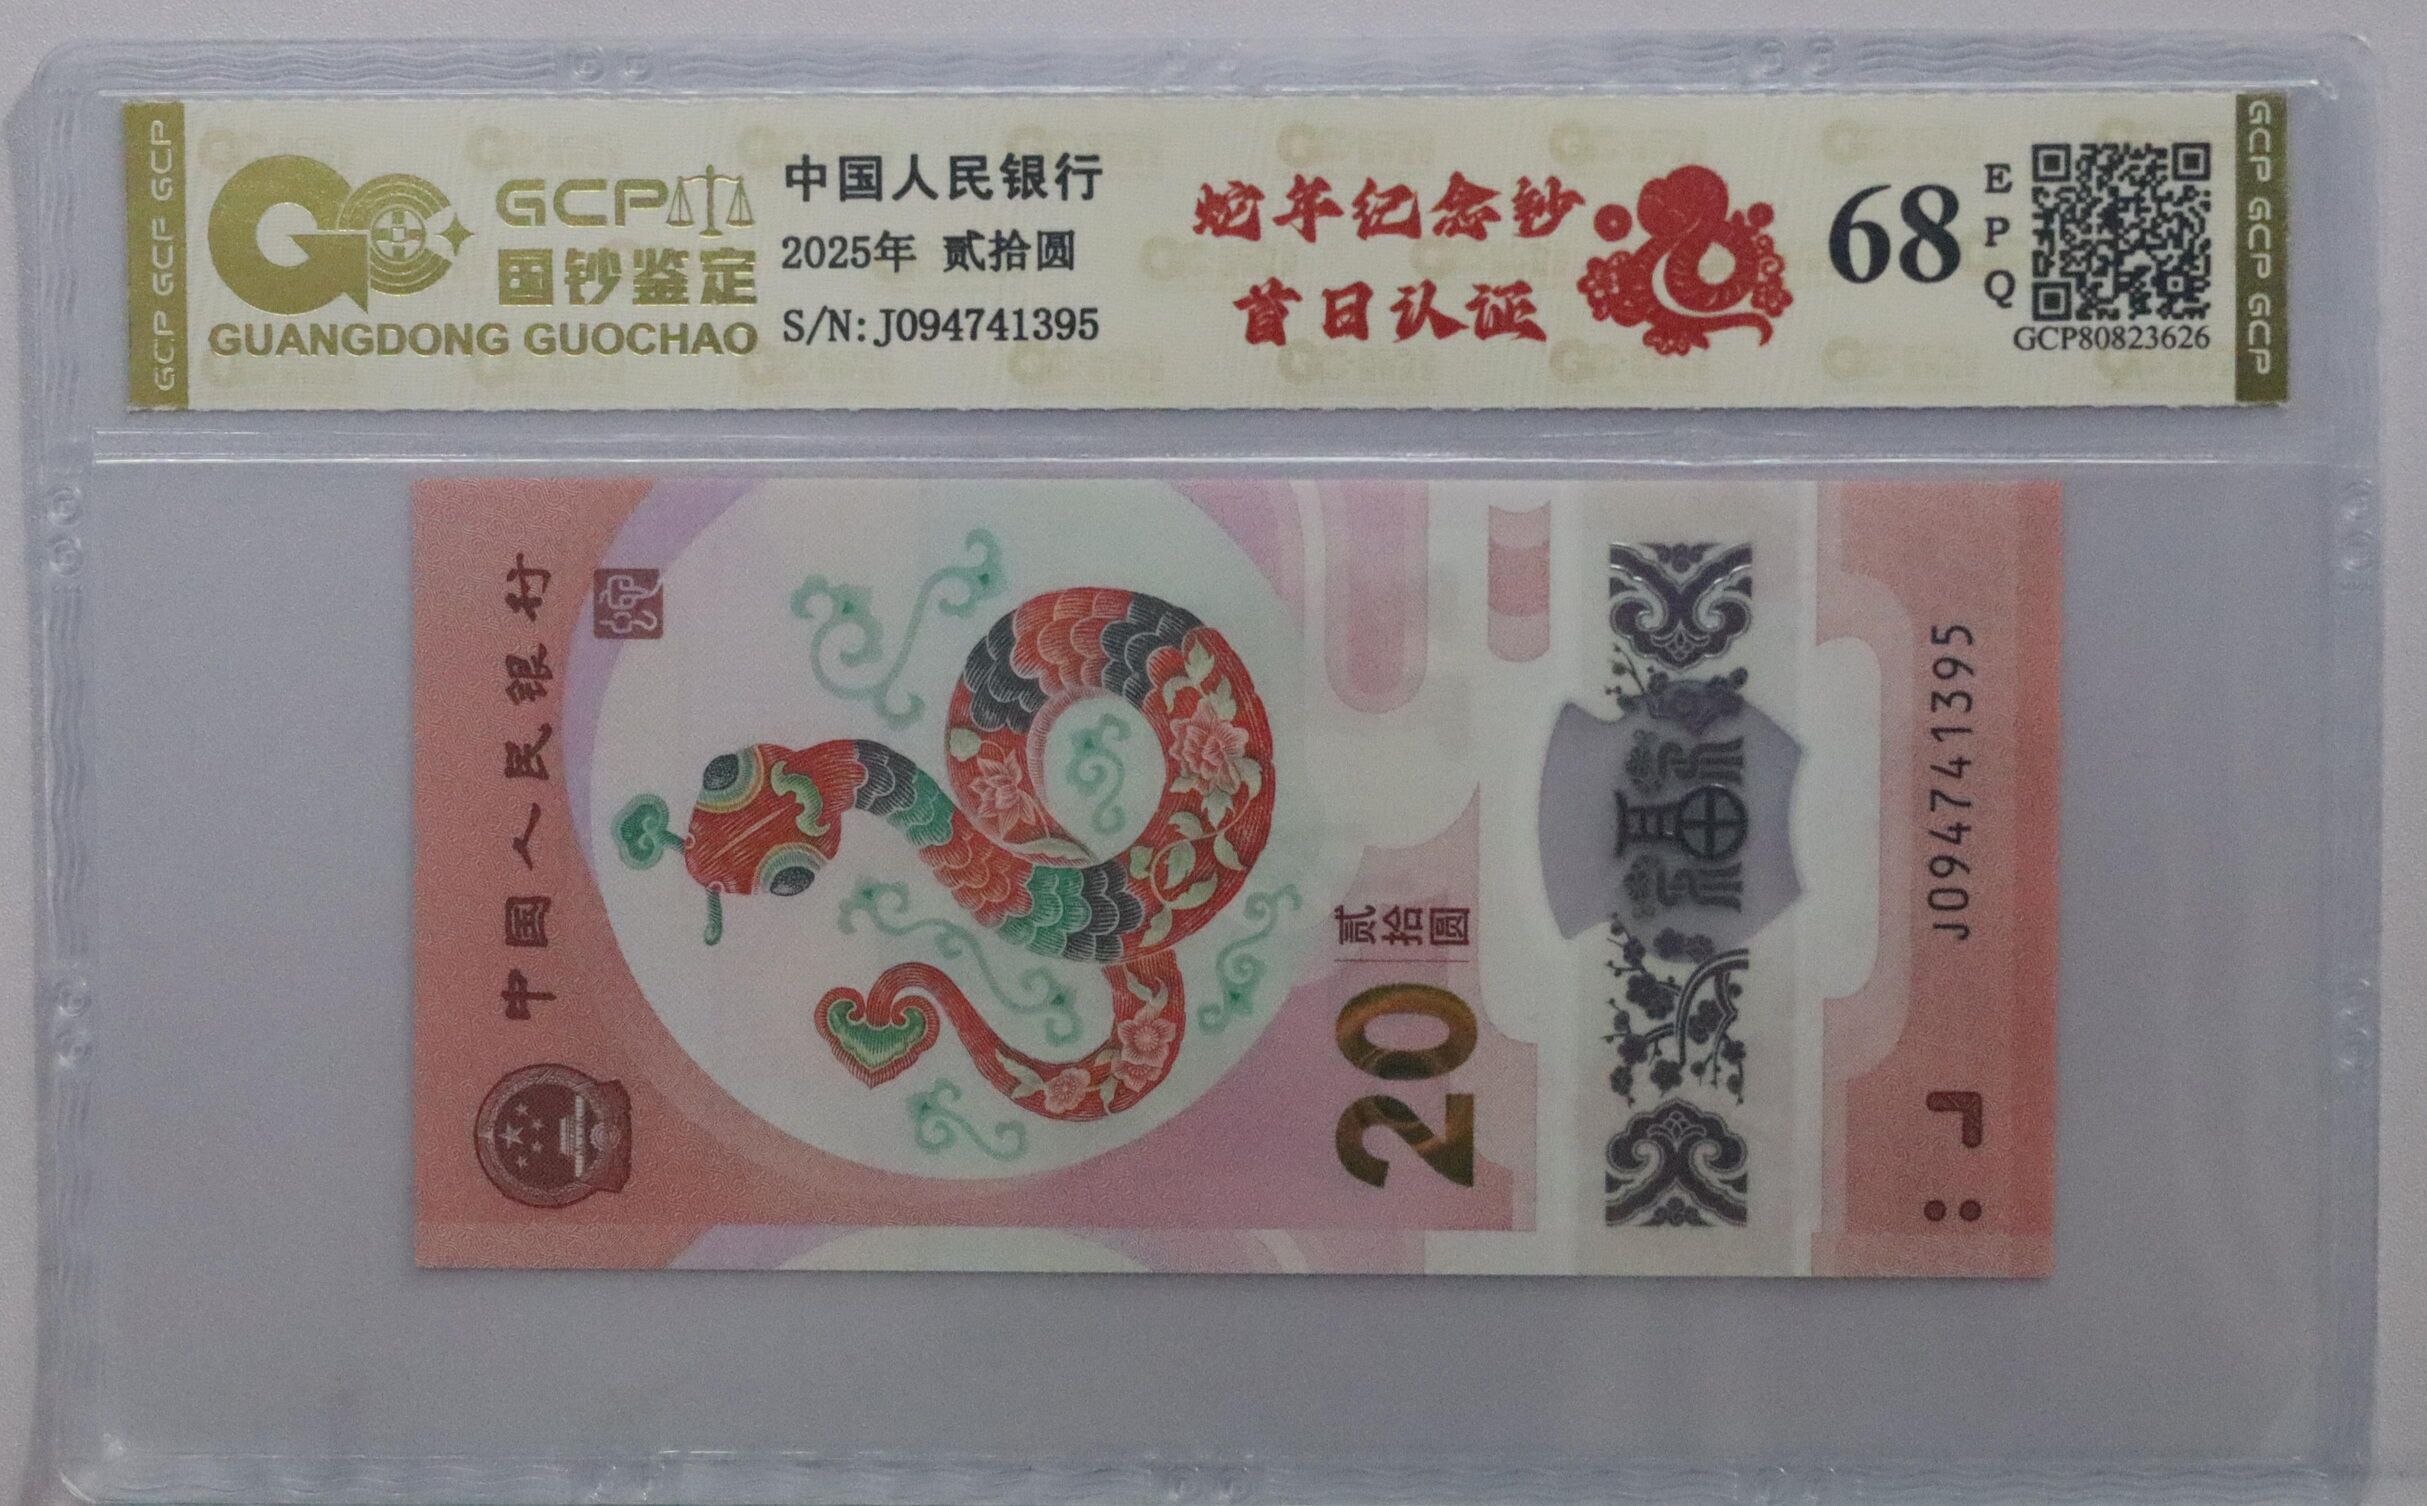 GCP GCP GCP
GCP
国钞鉴定
GUANGDONG GUOCHAO
中国人民银行
2025年 贰拾圆
S/N: J094741395
蛇年纪念钞
首日认证
68
EPQ
GCP80823626
GCP GCP GCP
中国人民银行
贰拾圆
20
J094741395